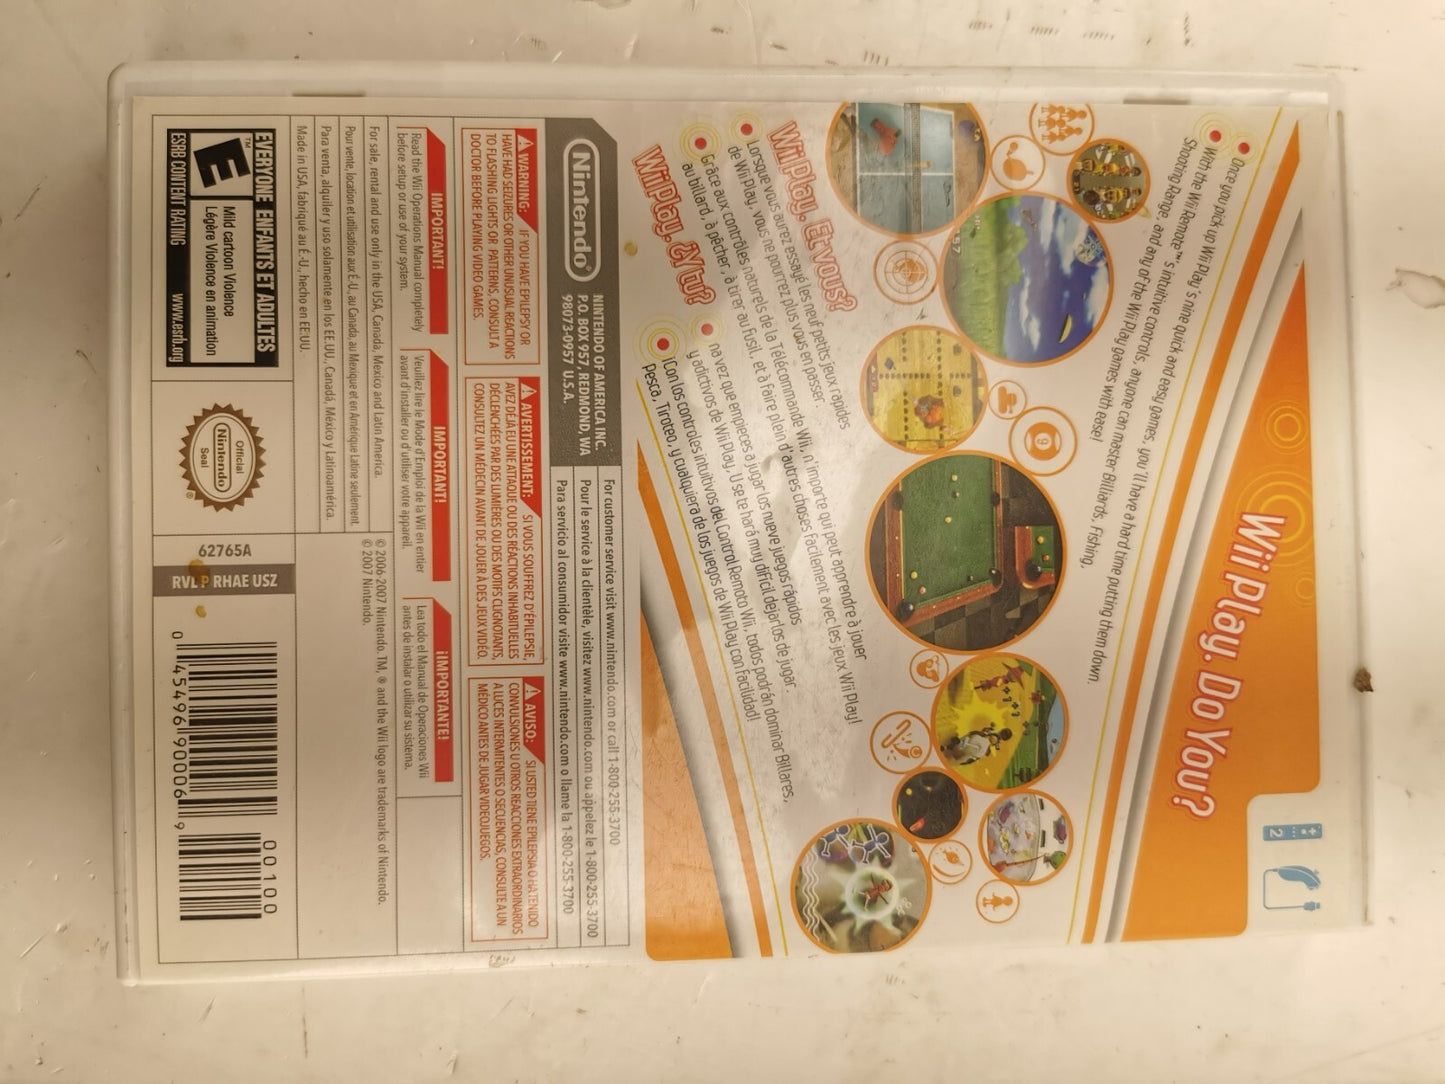 Wii Play. Do You?
2
Once you pick up Wii Play's nine quick and easy games, you'll have a hard time putting them down.
With the Wii Remote™'s intuitive controls, anyone can master Billiards, Fishing,
Shooting Range, and any of the Wii Play games with ease!
9
Wii Play. Et vous?
Lorsque vous aurez essayé les neuf petits jeux rapides
de Wii Play, vous ne pourrez plus vous en passer.
Grâce aux contrôles naturels de la Télécommande Wii, n'importe qui peut apprendre à jouer
au billard, à pêcher, à tirer au fusil, et à faire plein d'autres choses facilement avec les jeux Wii Play!
Wii Play. ¿Y tu?
na vez que empieces a jugar los nueve juegos rápidos
y adictivos de Wii Play, U se te hará muy difícil dejarlos de jugar.
¡Con los controles intuitivos del Control Remoto Wii, todos podrán dominar Billares,
Pesca, Tiroteo, y cualquiera de los juegos de Wii Play con facilidad!
Nintendo®
NINTENDO OF AMERICA INC.
P.O. BOX 957, REDMOND, WA
98073-0957 U.S.A.
For customer service visit www.nintendo.com or call 1-800-255-3700
Pour le service à la clientèle, visitez www.nintendo.com ou appelez le 1-800-255-3700
Para servicio al consumidor visite www.nintendo.com o llame la 1-800-255-3700
WARNING: IF YOU HAVE EPILEPSY OR
HAVE HAD SEIZURES OR OTHER UNUSUAL REACTIONS
TO FLASHING LIGHTS OR PATTERNS, CONSULT A
DOCTOR BEFORE PLAYING VIDEO GAMES.
AVERTISSEMENT: SI VOUS SOUFFREZ D'ÉPILEPSIE,
AVEZ DÉJÀ EU UNE ATTAQUE OU DES RÉACTIONS INHABITUELLES
DÉCLENCHÉES PAR DES LUMIÈRES OU DES MOTIFS CLIGNOTANTS,
CONSULTEZ UN MÉDECIN AVANT DE JOUER À DES JEUX VIDÉO.
AVISO: SI USTED TIENE EPILEPSIA O HA TENIDO
CONVULSIONES U OTROS REACCIONES EXTRAORDINARIOS
A LUCES INTERMITENTES O SECUENCIAS, CONSULTE A UN
MÉDICO ANTES DE JUGAR VIDEOJUEGOS.
IMPORTANT!
Read the Wii Operations Manual completely
before setup or use of your system.
IMPORTANT!
Veuillez lire le Mode d'Emploi de la Wii en entier
avant d'installer ou d'utiliser votre appareil.
¡IMPORTANTE!
Lea todo el Manual de Operaciones Wii
antes de instalar o utilizar su sistema.
For sale, rental and use only in the USA, Canada, Mexico and Latin America.
Pour vente, location et utilisation aux É.-U., au Canada, au Mexique et en Amérique Latine seulement.
Para venta, alquiler y uso solamente en los EE.UU., Canadá, México y Latinoamérica.
Made in USA, fabriqué au É.-U., hecho en EE.UU.
© 2006-2007 Nintendo. TM, ® and the Wii logo are trademarks of Nintendo.
© 2007 Nintendo.
EVERYONE ENFANTS ET ADULTES
E™
Mild cartoon Violence
Légère Violence en animation
ESRB CONTENT RATING www.esrb.org
Official
Nintendo
Seal
®
62765A
RVL P RHAE USZ
0 45496 90006 9
00100